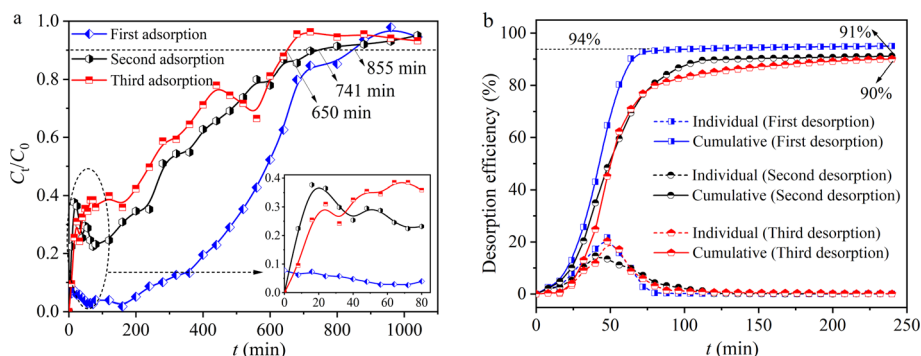 a
First adsorption
Second adsorption
Third adsorption
855 min
741 min
650 min
1.0
0.8
0.6
0.4
0.2
0.0
Ct/C0
0 200 400 600 800 1000
t (min)
0.4
0.3
0.2
0.1
0.0
0 20 40 60 80
b
94%
91%
90%
Individual (First desorption)
Cumulative (First desorption)
Individual (Second desorption)
Cumulative (Second desorption)
Individual (Third desorption)
Cumulative (Third desorption)
100
80
60
40
20
0
Desorption efficiency (%)
0 50 100 150 200 250
t (min)